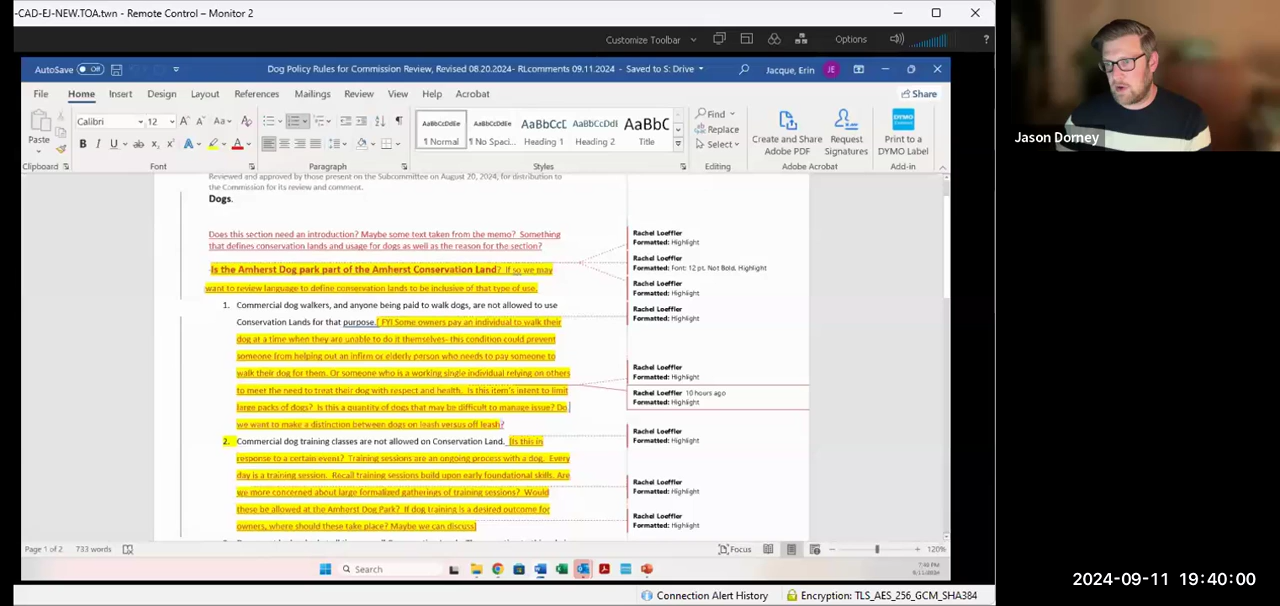 -CAD-EJ-NEW.TOA.twn - Remote Control – Monitor 2
Customize Toolbar Options ?
AutoSave Off Dog Policy Rules for Commission Review, Revised 08.20.2024- RLcomments 09.11.2024 - Saved to S: Drive Jacque, Erin JE
File Home Insert Design Layout References Mailings Review View Help Acrobat Share
Paste Calibri 12 AaBbCcDdEe AaBbCcDdEe AaBbCc AaBbCcDd AaBb Find Replace Select
¶ Normal ¶ No Spaci... Heading 1 Heading 2 Title
Create and Share Adobe PDF Request Signatures Print to a DYMO Label
Clipboard Font Paragraph Styles Editing Adobe Acrobat Add-in
Reviewed and approved by those present on the Subcommittee on August 20, 2024, for distribution to
the Commission for its review and comment.
Dogs.
Does this section need an introduction? Maybe some text taken from the memo? Something
that defines conservation lands and usage for dogs as well as the reason for the section?
Is the Amherst Dog park part of the Amherst Conservation Land? If so we may
want to review language to define conservation lands to be inclusive of that type of use.
1. Commercial dog walkers, and anyone being paid to walk dogs, are not allowed to use
Conservation Lands for that purpose.[ FYI Some owners pay an individual to walk their
dog at a time when they are unable to do it themselves- this condition could prevent
someone from helping out an infirm or elderly person who needs to pay someone to
walk their dog for them. Or someone who is a working single individual relying on others
to meet the need to treat their dog with respect and health. Is this item's intent to limit
large packs of dogs? Is this a quantity of dogs that may be difficult to manage issue? Do
we want to make a distinction between dogs on leash versus off leash?
2. Commercial dog training classes are not allowed on Conservation Land. [Is this in
response to a certain event? Training sessions are an ongoing process with a dog. Every
day is a training session. Recall training sessions build upon early foundational skills. Are
we more concerned about large formalized gatherings of training sessions? Would
these be allowed at the Amherst Dog Park? If dog training is a desired outcome for
owners, where should these take place? Maybe we can discuss]
Rachel Loeffler
Formatted: Highlight
Rachel Loeffler
Formatted: Font: 12 pt, Not Bold, Highlight
Rachel Loeffler
Formatted: Highlight
Rachel Loeffler
Formatted: Highlight
Rachel Loeffler
Formatted: Highlight
Rachel Loeffler 10 hours ago
Formatted: Highlight
Rachel Loeffler
Formatted: Highlight
Rachel Loeffler
Formatted: Highlight
Rachel Loeffler
Formatted: Highlight
Page 1 of 2 733 words Focus 120%
Search
7:40 PM
9/11/2024
Connection Alert History Encryption: TLS_AES_256_GCM_SHA384
Jason Dorney
2024-09-11 19:40:00